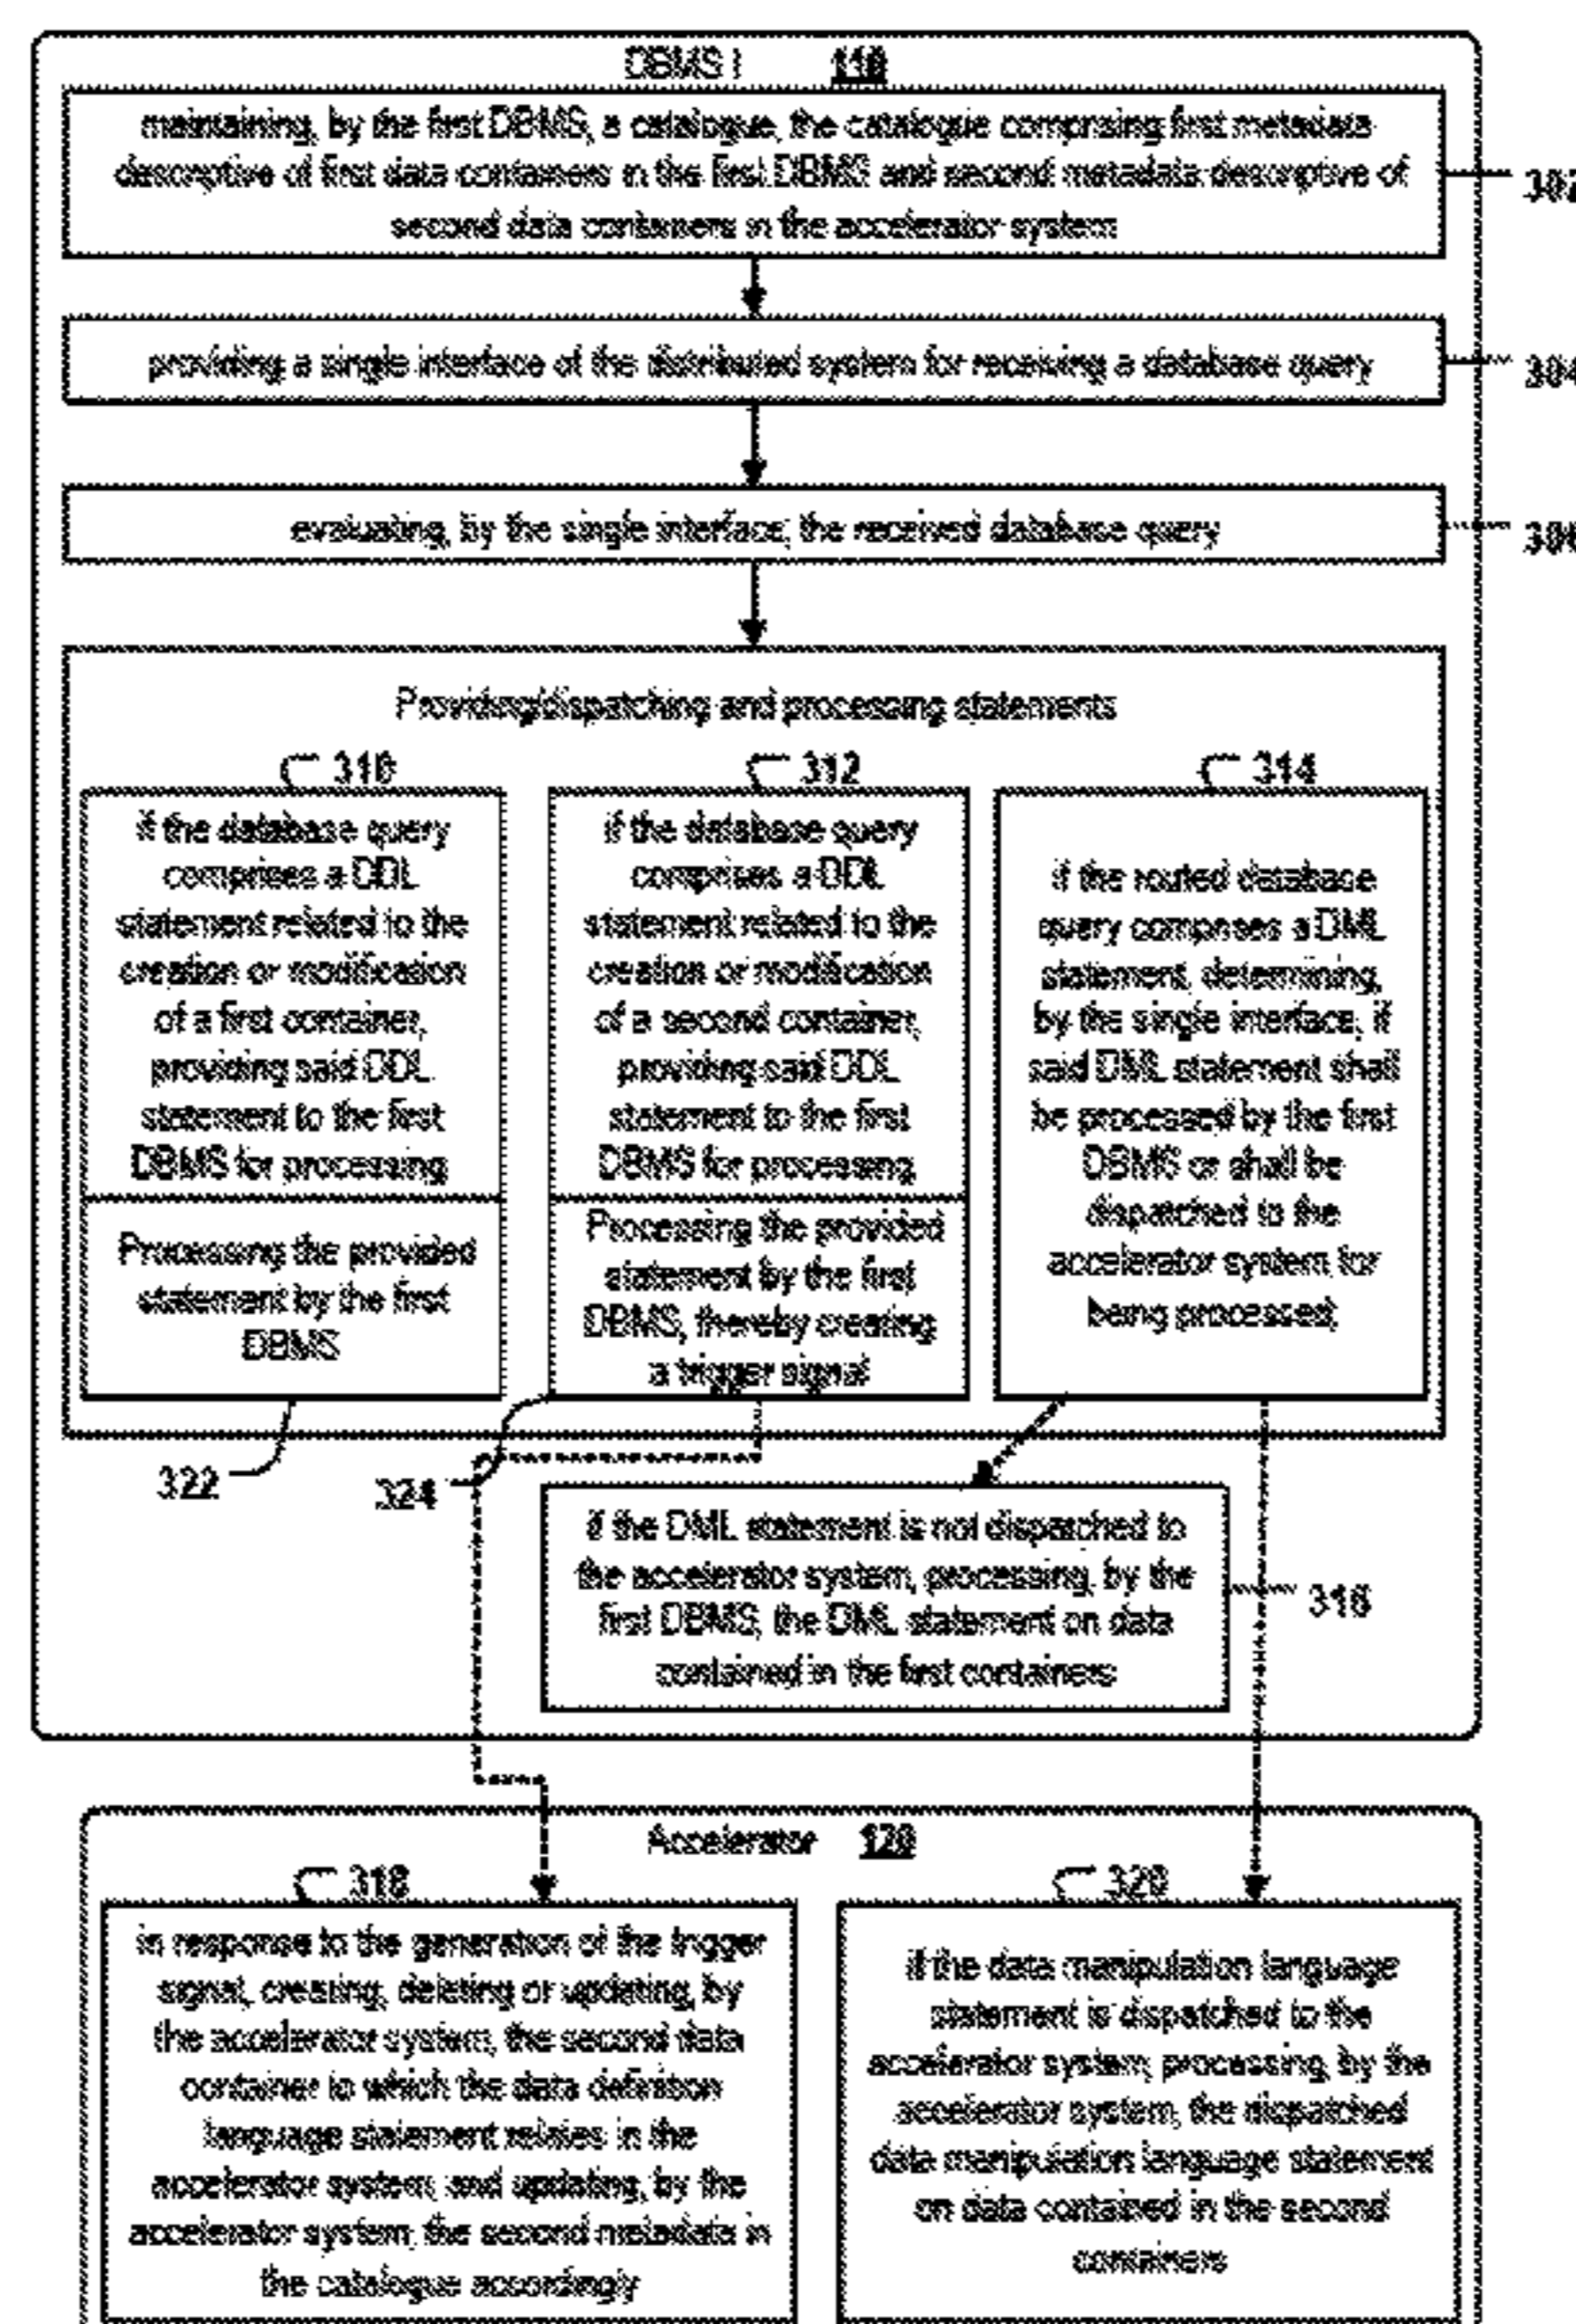 DBMS I 110
maintaining, by the first DBMS, a catalogue, the catalogue comprising first metadata
descriptive of first data containers in the first DBMS and second metadata descriptive of
second data containers in the accelerator system
302
providing a single interface of the distributed system for receiving a database query
304
evaluating, by the single interface, the received database query
306
Providing/dispatching and processing statements
310
if the database query
comprises a DDL
statement related to the
creation or modification
of a first container,
providing said DDL
statement to the first
DBMS for processing
Processing the provided
statement by the first
DBMS
322
312
if the database query
comprises a DDL
statement related to the
creation or modification
of a second container,
providing said DDL
statement to the first
DBMS for processing
Processing the provided
statement by the first
DBMS, thereby creating
a trigger signal
324
314
if the routed database
query comprises a DML
statement, determining,
by the single interface, if
said DML statement shall
be processed by the first
DBMS or shall be
dispatched to the
accelerator system for
being processed;
if the DML statement is not dispatched to
the accelerator system, processing, by the
first DBMS, the DML statement on data
contained in the first containers
316
Accelerator 120
318
in response to the generation of the trigger
signal, creating, deleting or updating, by
the accelerator system, the second data
container to which the data definition
language statement relates in the
accelerator system, and updating, by the
accelerator system, the second metadata in
the catalogue accordingly
320
if the data manipulation language
statement is dispatched to the
accelerator system, processing, by the
accelerator system, the dispatched
data manipulation language statement
on data contained in the second
containers